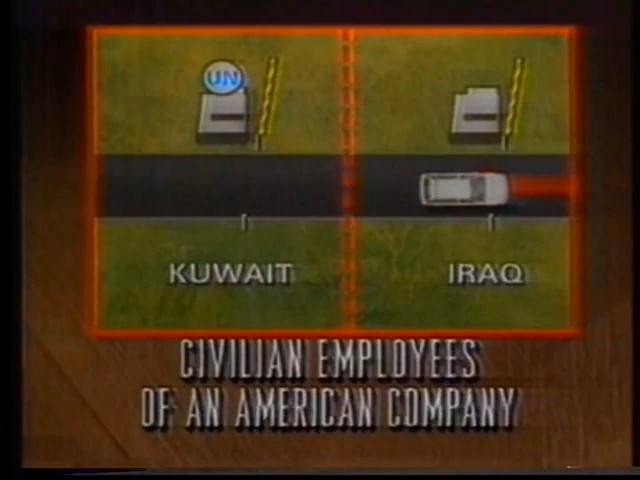 UN
KUWAIT
IRAQ
CIVILIAN EMPLOYEES
OF AN AMERICAN COMPANY